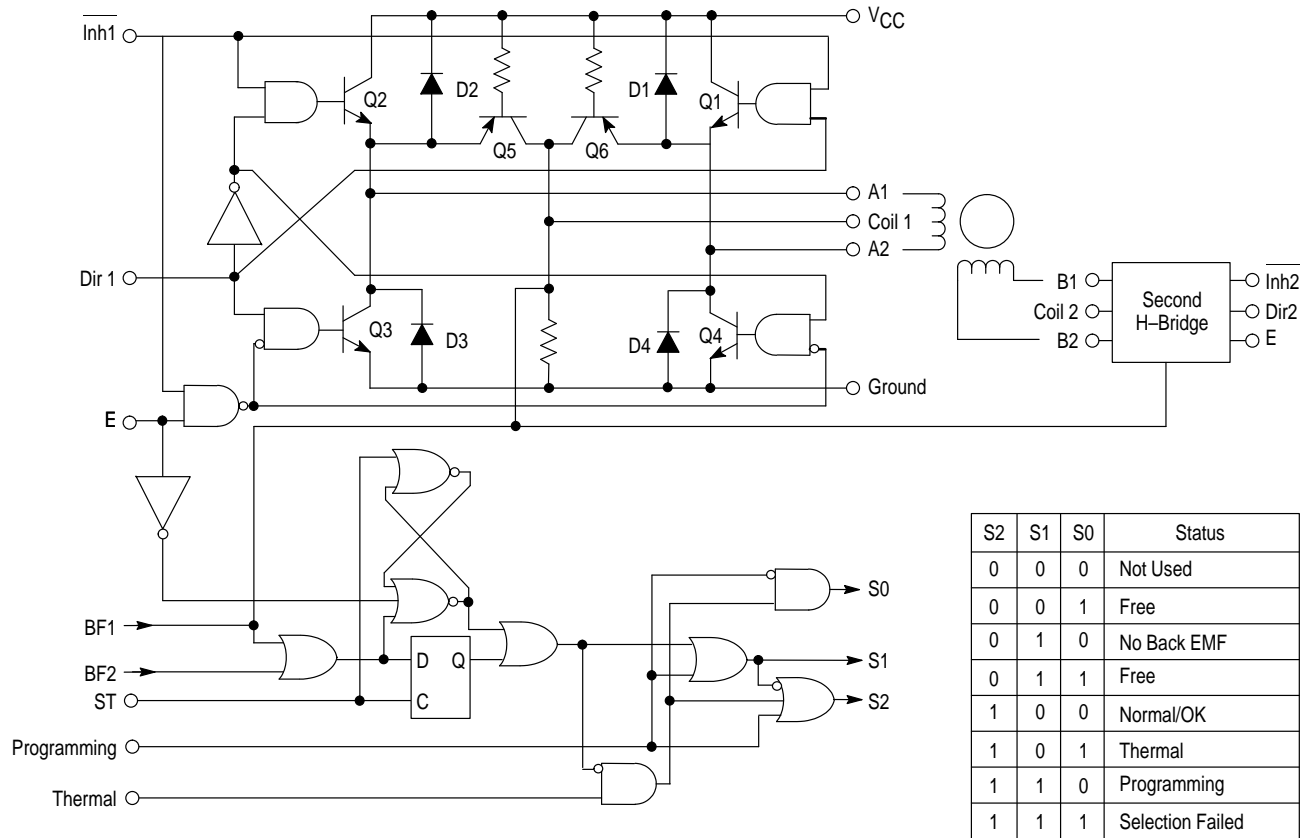 Inh1
VCC
Q2
D2
D1
Q1
Q5
Q6
A1
Coil 1
A2
Dir 1
B1
Inh2
Coil 2
Second
H–Bridge
Dir2
B2
E
Q3
D3
D4
Q4
Ground
E
S2 S1 S0 Status
0 0 0 Not Used
0 0 1 Free
0 1 0 No Back EMF
0 1 1 Free
1 0 0 Normal/OK
1 0 1 Thermal
1 1 0 Programming
1 1 1 Selection Failed
S0
BF1
BF2
D Q
C
S1
ST
S2
Programming
Thermal